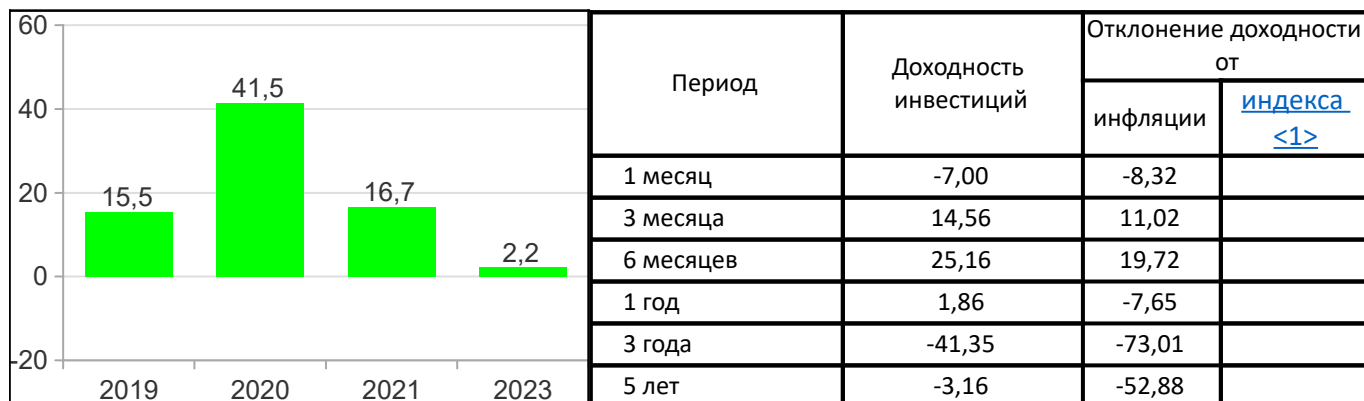 60
40
20
0
-20
15,5
41,5
16,7
2,2
2019 2020 2021 2023
Период
Доходность
инвестиций
Отклонение доходности
от
инфляции
индекса
<1>
1 месяц -7,00 -8,32
3 месяца 14,56 11,02
6 месяцев 25,16 19,72
1 год 1,86 -7,65
3 года -41,35 -73,01
5 лет -3,16 -52,88